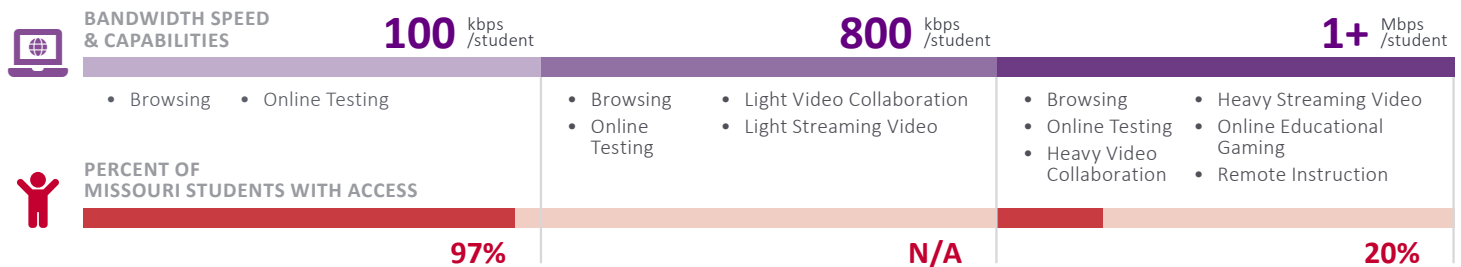 BANDWIDTH SPEED
& CAPABILITIES
100 kbps
/student
800 kbps
/student
1+ Mbps
/student
• Browsing • Online Testing
• Browsing
• Online
Testing
• Light Video Collaboration
• Light Streaming Video
• Browsing
• Online Testing
• Heavy Video
Collaboration
• Heavy Streaming Video
• Online Educational
Gaming
• Remote Instruction
PERCENT OF
MISSOURI STUDENTS WITH ACCESS
97%
N/A
20%